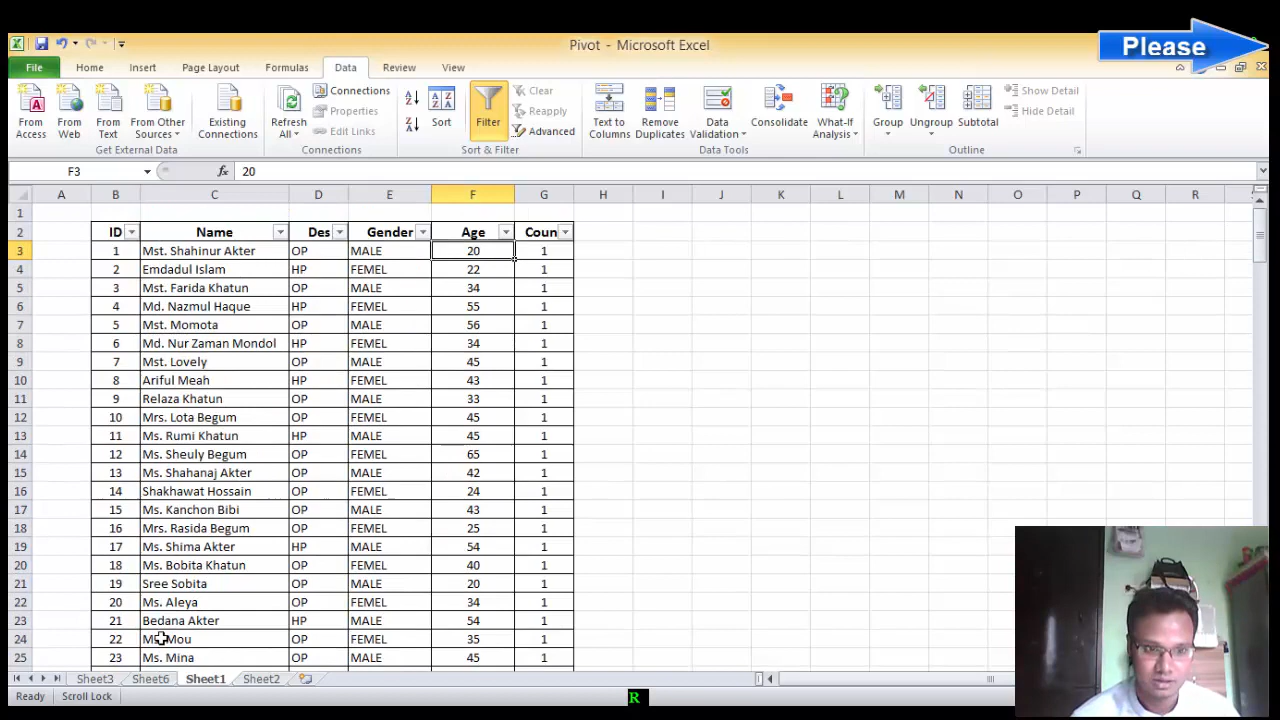 Pivot - Microsoft Excel
Please
File Home Insert Page Layout Formulas Data Review View
From Access
From Web
From Text
From Other Sources
Existing Connections
Get External Data
Refresh All
Connections
Properties
Edit Links
Connections
Sort
Filter
Clear
Reapply
Advanced
Sort & Filter
Text to Columns
Remove Duplicates
Data Validation
Consolidate
What-If Analysis
Data Tools
Group
Ungroup
Subtotal
Show Detail
Hide Detail
Outline
F3 fx 20
A B C D E F G H I J K L M N O P Q R
1
2 ID Name Des Gender Age Coun
3 1 Mst. Shahinur Akter OP MALE 20 1
4 2 Emdadul Islam HP FEMEL 22 1
5 3 Mst. Farida Khatun OP MALE 34 1
6 4 Md. Nazmul Haque HP FEMEL 55 1
7 5 Mst. Momota OP MALE 56 1
8 6 Md. Nur Zaman Mondol HP FEMEL 34 1
9 7 Mst. Lovely OP MALE 45 1
10 8 Ariful Meah HP FEMEL 43 1
11 9 Relaza Khatun OP MALE 33 1
12 10 Mrs. Lota Begum OP FEMEL 45 1
13 11 Ms. Rumi Khatun HP MALE 45 1
14 12 Ms. Sheuly Begum OP FEMEL 65 1
15 13 Ms. Shahanaj Akter OP MALE 42 1
16 14 Shakhawat Hossain OP FEMEL 24 1
17 15 Ms. Kanchon Bibi OP MALE 43 1
18 16 Mrs. Rasida Begum OP FEMEL 25 1
19 17 Ms. Shima Akter HP MALE 54 1
20 18 Ms. Bobita Khatun OP FEMEL 40 1
21 19 Sree Sobita OP MALE 20 1
22 20 Ms. Aleya OP FEMEL 34 1
23 21 Bedana Akter HP MALE 54 1
24 22 Ms. Mou OP FEMEL 35 1
25 23 Ms. Mina OP MALE 45 1
Sheet3 Sheet6 Sheet1 Sheet2
Ready Scroll Lock
R